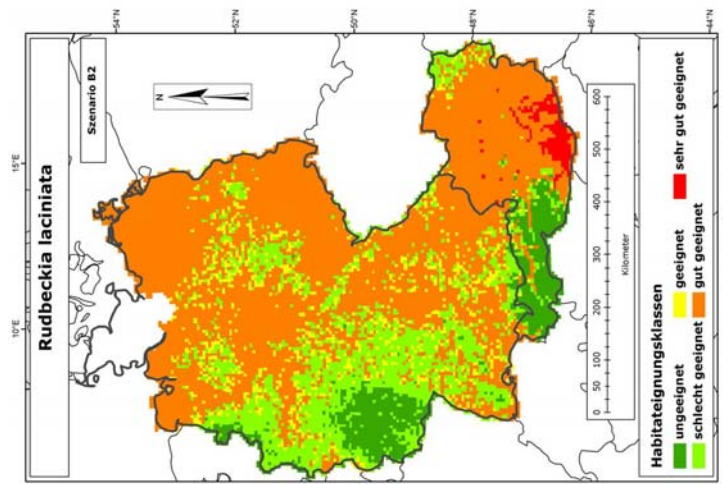 Rudbeckia laciniata
Szenario B2
10°E
15°E
54°N
52°N
50°N
48°N
46°N
44°N
N
0 50 100 200 300 400 500 600
Kilometer
Habitateignungsklassen
ungeeignet
schlecht geeignet
geeignet
gut geeignet
sehr gut geeignet